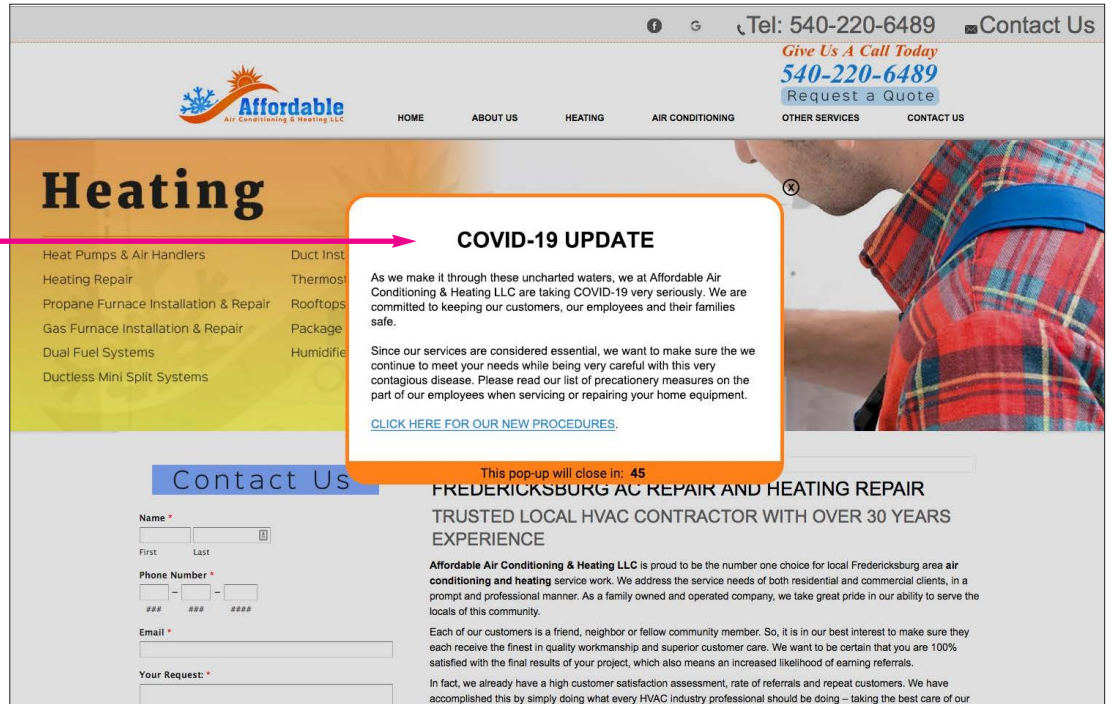 Tel: 540-220-6489 Contact Us
Give Us A Call Today
540-220-6489
Request a Quote
Affordable
Air Conditioning & Heating LLC
HOME ABOUT US HEATING AIR CONDITIONING OTHER SERVICES CONTACT US
Heating
Heat Pumps & Air Handlers
Heating Repair
Propane Furnace Installation & Repair
Gas Furnace Installation & Repair
Dual Fuel Systems
Ductless Mini Split Systems
Duct Inst
Thermost
Rooftops
Package
Humidifie
X
COVID-19 UPDATE
As we make it through these uncharted waters, we at Affordable Air
Conditioning & Heating LLC are taking COVID-19 very seriously. We are
committed to keeping our customers, our employees and their families
safe.
Since our services are considered essential, we want to make sure the we
continue to meet your needs while being very careful with this very
contagious disease. Please read our list of precationery measures on the
part of our employees when servicing or repairing your home equipment.
CLICK HERE FOR OUR NEW PROCEDURES.
This pop-up will close in: 45
Contact Us
Name *
First Last
Phone Number *
– –
### ### ####
Email *
Your Request: *
FREDERICKSBURG AC REPAIR AND HEATING REPAIR
TRUSTED LOCAL HVAC CONTRACTOR WITH OVER 30 YEARS
EXPERIENCE
Affordable Air Conditioning & Heating LLC is proud to be the number one choice for local Fredericksburg area air
conditioning and heating service work. We address the service needs of both residential and commercial clients, in a
prompt and professional manner. As a family owned and operated company, we take great pride in our ability to serve the
locals of this community.
Each of our customers is a friend, neighbor or fellow community member. So, it is in our best interest to make sure they
each receive the finest in quality workmanship and superior customer care. We want to be certain that you are 100%
satisfied with the final results of your project, which also means an increased likelihood of earning referrals.
In fact, we already have a high customer satisfaction assessment, rate of referrals and repeat customers. We have
accomplished this by simply doing what every HVAC industry professional should be doing – taking the best care of our